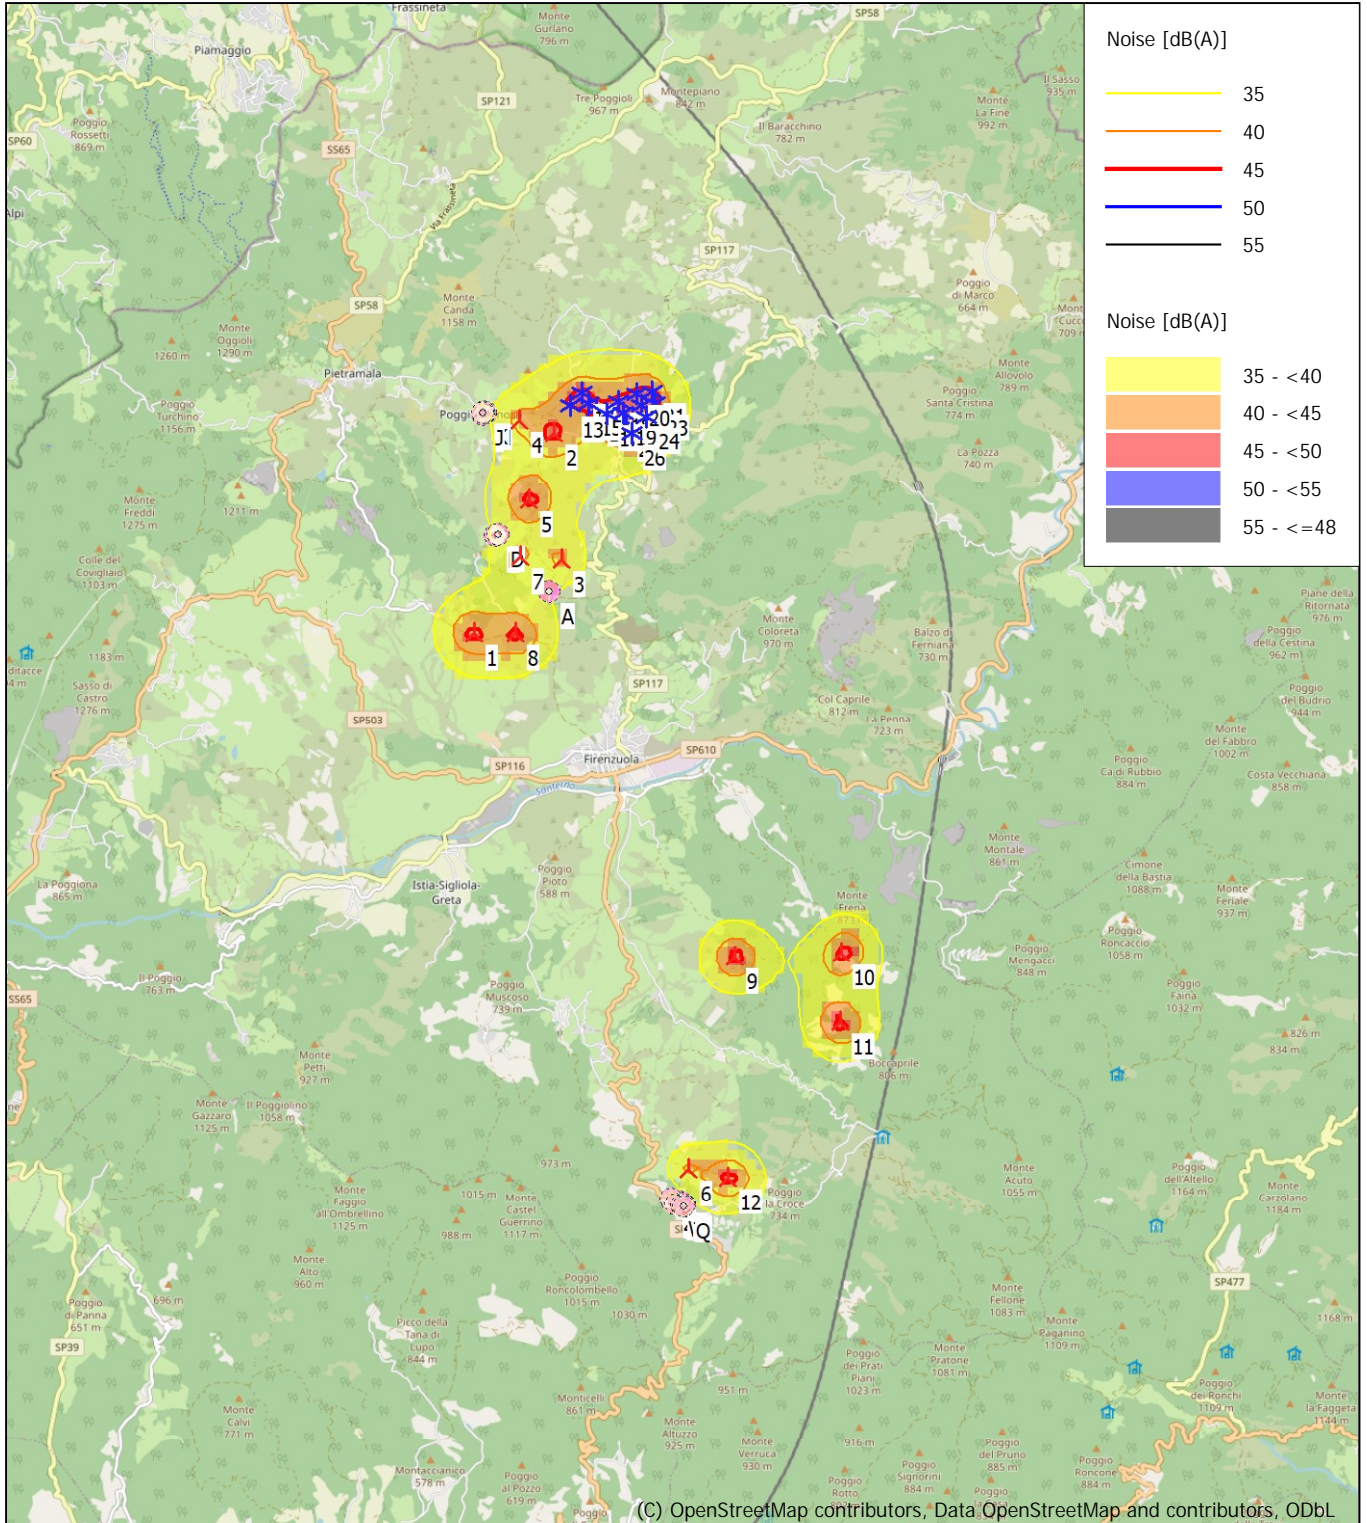 Frassineta
Monte
Gurlano
796 m
SP58
Piamaggio
SP121
Tre Poggioli
967 m
Montepiano
842 m
Il Sasso
935 m
Poggio
Rossetti
869 m
SP60
SS65
Il Baracchino
782 m
Monte
La Fine
992 m
Via Frassineta
Alpi
SP117
SP58
Monte
Canda
1158 m
Poggio
di Marco
664 m
Monte
Oggioli
1290 m
1260 m
Pietramala
Monte
Allovolo
789 m
Poggio
Turchino
1156 m
Poggio
Santa Cristina
774 m
La Pozza
740 m
4
2
13
20
19
24
26
5
D
7
3
A
1
8
Monte
Freddi
1275 m
1211 m
Colle del
Covigliaio
1103 m
Piane della
Ritornata
976 m
Monte
Coloreta
970 m
Balzo di
Ferniana
730 m
Poggio
della Cestina
962 m
1183 m
Sasso di
Castro
1276 m
SP117
SP503
Col Caprile
812 m
La Penna
723 m
Poggio
del Budrio
944 m
Monte
del Fabbro
1002 m
SP610
Firenzuola
SP116
Santerno
Poggio
Ca di Rubbio
884 m
Costa Vecchiana
858 m
Monte
Montale
861 m
Poggio
Pioto
588 m
Cimone
della Bastia
1088 m
La Poggiona
865 m
Istia-Sigliola-
Greta
Monte
Frena
873 m
Monte
Feriale
937 m
Poggio
Roncaccio
1058 m
Poggio
Mengacci
848 m
9
10
Il Poggio
763 m
Poggio
Muscoso
739 m
Poggio
Faina
1032 m
SS65
11
Boccaprile
806 m
826 m
834 m
Monte
Petti
927 m
Monte
Gazzaro
1125 m
Il Poggiolino
1058 m
973 m
Monte
Acuto
1055 m
Poggio
dell'Altello
1164 m
Monte
Carzolano
1184 m
Monte
Faggio
all'Ombrellino
1125 m
1015 m
988 m
Monte
Castel
Guerrino
1117 m
6
12
Poggio
la Croce
734 m
Q
Monte
Alto
960 m
Poggio
Roncolombello
1015 m
1030 m
SP477
Monte
Fellone
1083 m
Poggio
di Panna
651 m
696 m
SP39
Picco della
Tana di
Lupo
844 m
Monte
Paganino
1109 m
1168 m
Poggio
dei Prati
Piani
1023 m
Monte
Pratone
1081 m
951 m
Poggio
dei Ronchi
1109 m
Monte
la Faggeta
1144 m
Monte
Calvi
771 m
Monticelli
861 m
Monte
Altuzzo
925 m
Monte
Verruca
930 m
916 m
Poggio
del Pruno
885 m
Poggio
Roncone
884 m
Montaccianico
578 m
Poggio
al Pozzo
619 m
Poggio
Signorini
884 m
Poggio
Rotto
Poggio
Noise [dB(A)]
35
40
45
50
55
Noise [dB(A)]
35 - <40
40 - <45
45 - <50
50 - <55
55 - <=48
(C) OpenStreetMap contributors, Data OpenStreetMap and contributors, ODbL